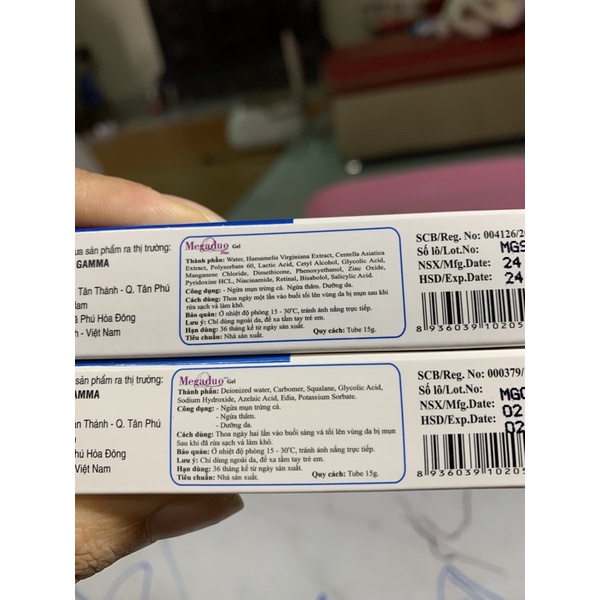 ưa sản phẩm ra thị trường:
GAMMA
Tân Thành - Q. Tân Phú
Phú Hòa Đông
- Việt Nam
Megaduo Plus Gel
Thành phần: Water, Hamamelis Virginiana Extract, Centella Asiatica
Extract, Polysorbate 60, Lactic Acid, Cetyl Alcohol, Glycolic Acid,
Manganese Chloride, Dimethicone, Phenoxyethanol, Zinc Oxide,
Pyridoxine HCL, Niacinamide, Retinal, Bisabolol, Salicylic Acid.
Công dụng: - Ngừa mụn trứng cá. Ngừa thâm. Dưỡng da.
Cách dùng: Thoa ngày một lần vào buổi tối lên vùng da bị mụn sau khi
rửa sạch và làm khô.
Bảo quản: Ở nhiệt độ phòng 15 - 30°C, tránh ánh nắng trực tiếp.
Lưu ý: Chỉ dùng ngoài da, để xa tầm tay trẻ em.
Hạn dùng: 36 tháng kể từ ngày sản xuất.
Tiêu chuẩn: Nhà sản xuất. Quy cách: Tube 15g.
SCB/Reg. No: 004126/2
Số lô/Lot.No: MGS
NSX/Mfg.Date: 24
HSD/Exp.Date: 24
8 936039 10205
sản phẩm ra thị trường:
AMMA
n Thành - Q. Tân Phú
hú Hòa Đông
Việt Nam
Megaduo Gel
Thành phần: Deionized water, Carbomer, Squalane, Glycolic Acid,
Sodium Hydroxide, Azelaic Acid, Edia, Potassium Sorbate.
Công dụng: - Ngừa mụn trứng cá.
- Ngừa thâm.
- Dưỡng da.
Cách dùng: Thoa ngày hai lần vào buổi sáng và tối lên vùng da bị mụn
Sau khi đã rửa sạch và làm khô.
Bảo quản: Ở nhiệt độ phòng 15 - 30°C, tránh ánh nắng trực tiếp.
Lưu ý: Chỉ dùng ngoài da, để xa tầm tay trẻ em.
Hạn dùng: 36 tháng kể từ ngày sản xuất.
Tiêu chuẩn: Nhà sản xuất. Quy cách: Tube 15g.
SCB/Reg. No: 000379/
Số lô/Lot.No:
NSX/Mfg.Date: 02
HSD/Exp.Date: 02
8 936039 10205